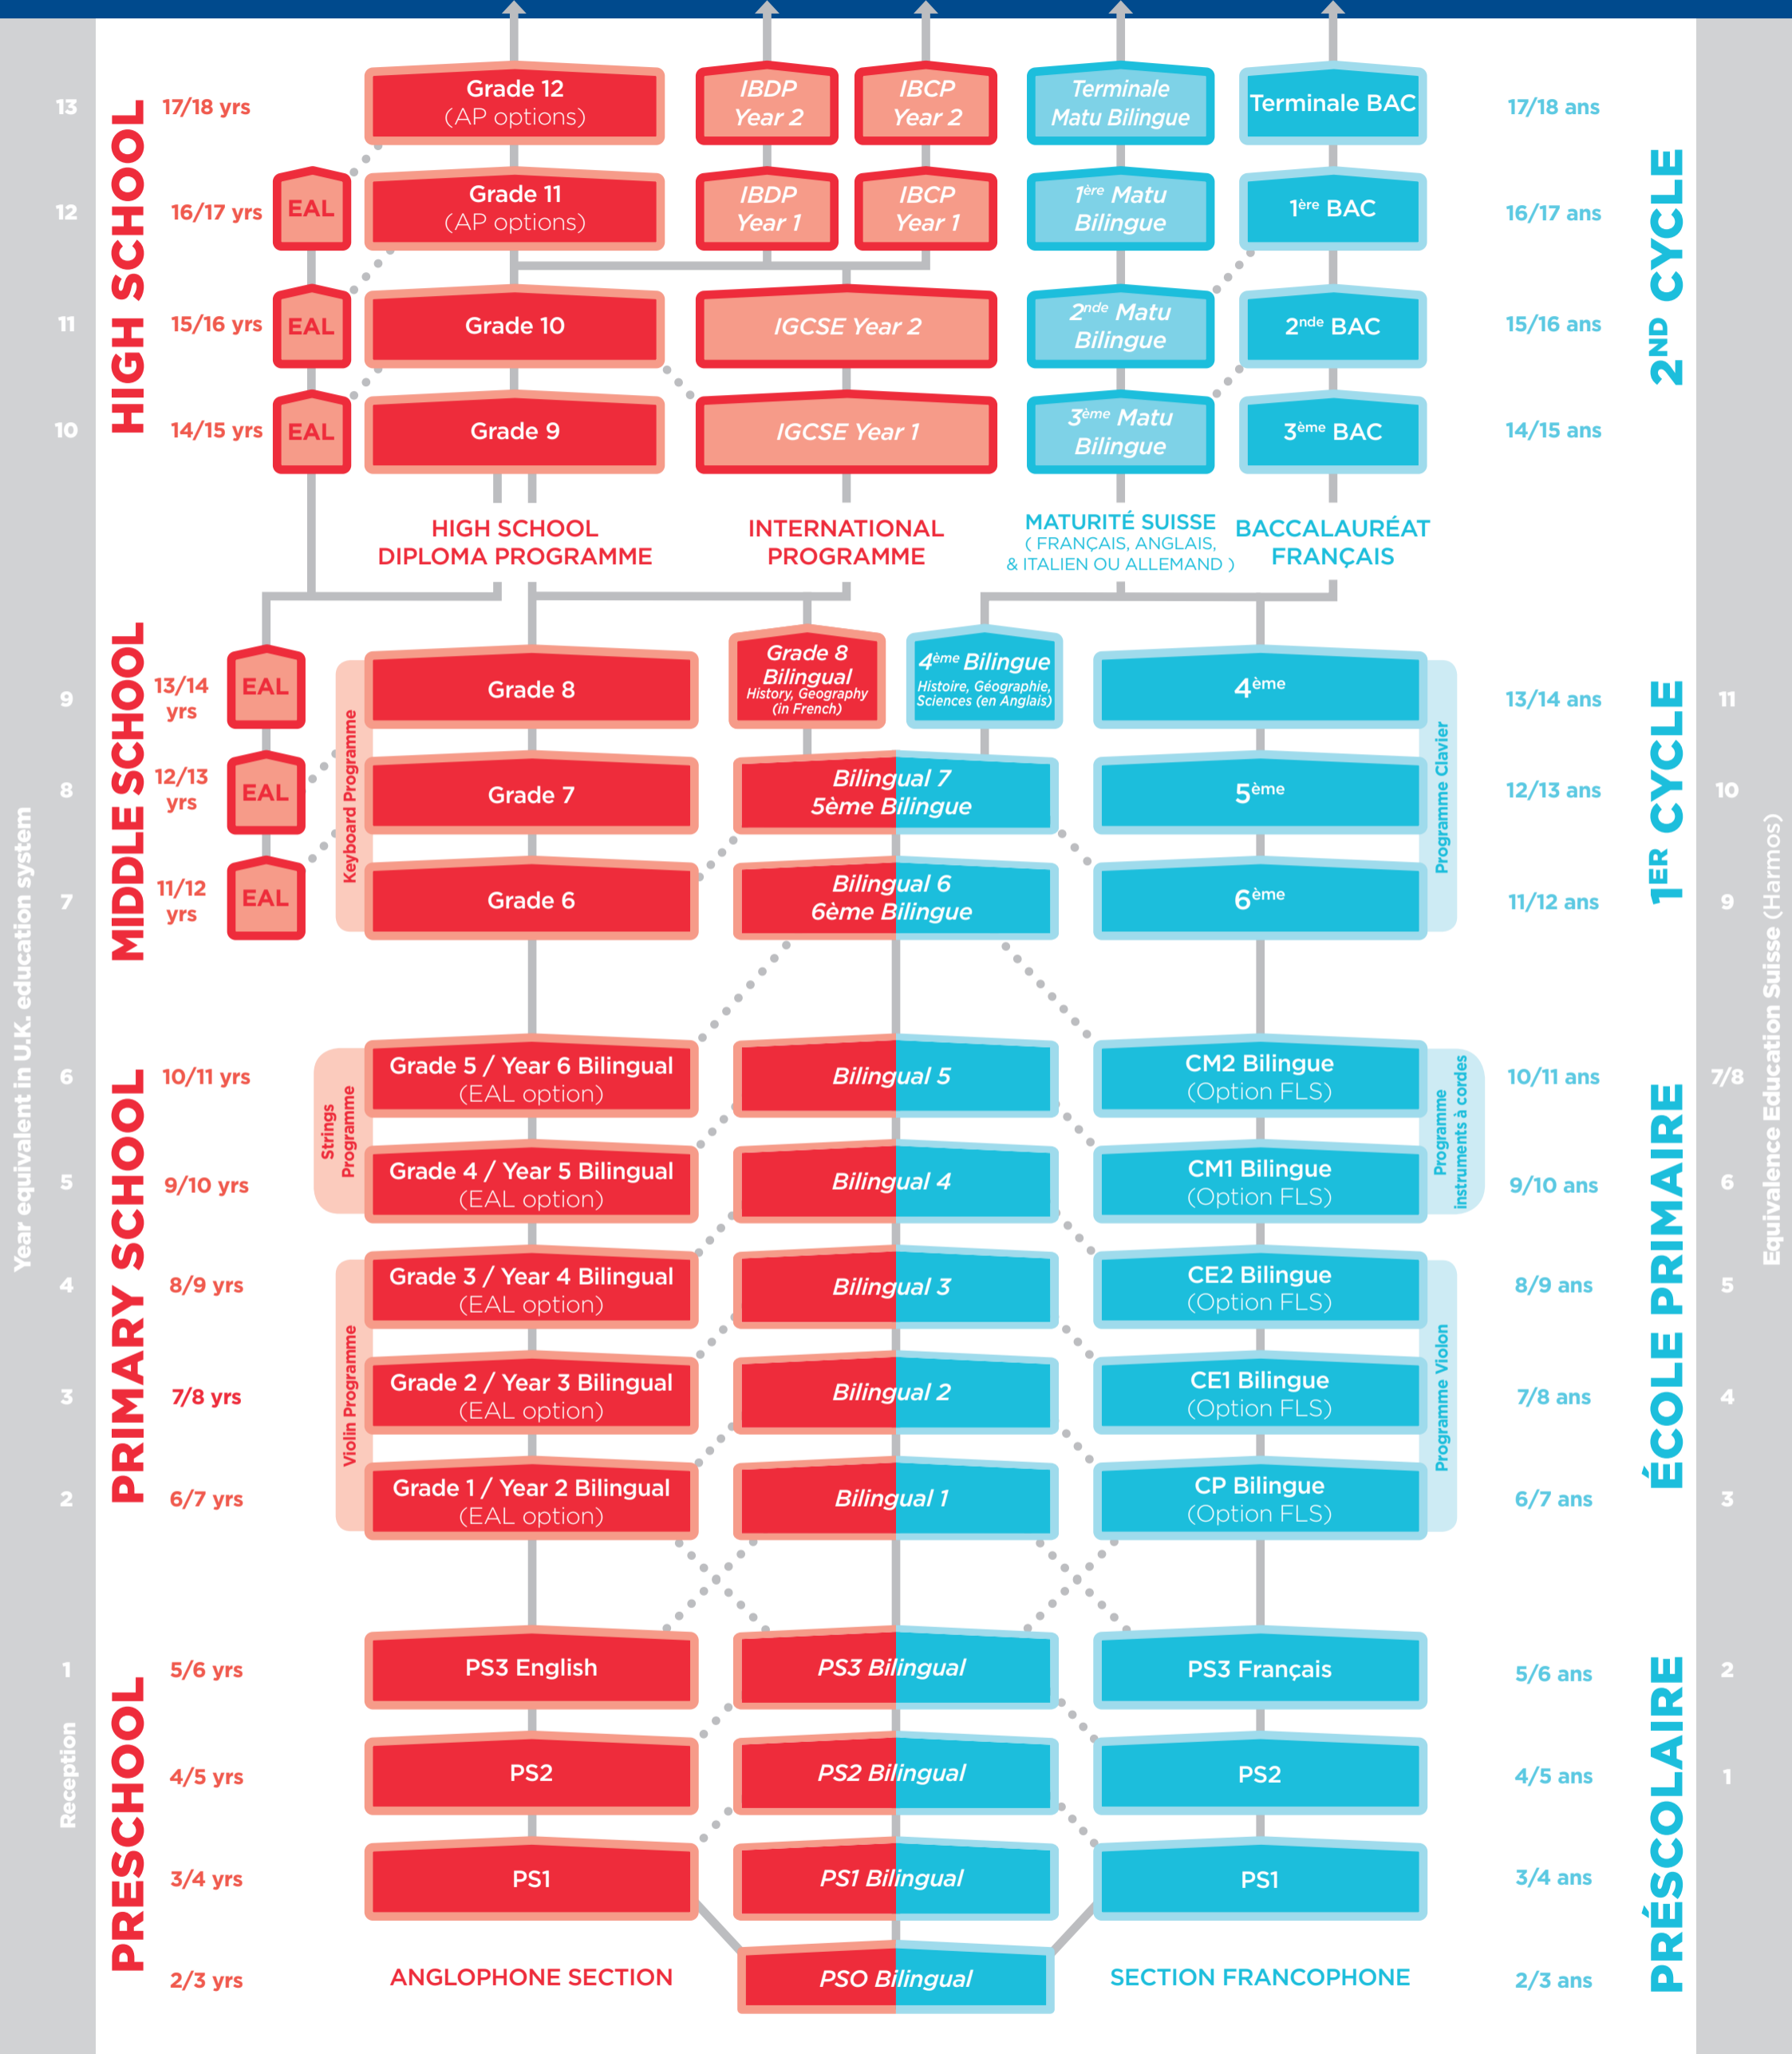 13
HIGH SCHOOL
17/18 yrs
Grade 12
(AP options)
IBDP
Year 2
IBCP
Year 2
Terminale
Matu Bilingue
Terminale BAC
17/18 ans
2ND CYCLE
12
16/17 yrs
EAL
Grade 11
(AP options)
IBDP
Year 1
IBCP
Year 1
1ère Matu
Bilingue
1ère BAC
16/17 ans
11
15/16 yrs
EAL
Grade 10
IGCSE Year 2
2nde Matu
Bilingue
2nde BAC
15/16 ans
10
14/15 yrs
EAL
Grade 9
IGCSE Year 1
3ème Matu
Bilingue
3ème BAC
14/15 ans
HIGH SCHOOL
DIPLOMA PROGRAMME
INTERNATIONAL
PROGRAMME
MATURITÉ SUISSE
( FRANÇAIS, ANGLAIS,
& ITALIEN OU ALLEMAND )
BACCALAURÉAT
FRANÇAIS
Year equivalent in U.K. education system
MIDDLE SCHOOL
9
13/14
yrs
EAL
Keyboard Programme
Grade 8
Grade 8
Bilingual
History, Geography
(in French)
4ème Bilingue
Histoire, Géographie,
Sciences (en Anglais)
4ème
Programme Clavier
13/14 ans
1ER CYCLE
11
Equivalence Education Suisse (Harmos)
8
12/13
yrs
EAL
Grade 7
Bilingual 7
5ème Bilingue
5ème
12/13 ans
10
7
11/12
yrs
EAL
Grade 6
Bilingual 6
6ème Bilingue
6ème
11/12 ans
9
PRIMARY SCHOOL
6
10/11 yrs
Strings
Programme
Grade 5 / Year 6 Bilingual
(EAL option)
Bilingual 5
CM2 Bilingue
(Option FLS)
Programme
instruments à cordes
10/11 ans
ÉCOLE PRIMAIRE
7/8
5
9/10 yrs
Grade 4 / Year 5 Bilingual
(EAL option)
Bilingual 4
CM1 Bilingue
(Option FLS)
9/10 ans
6
4
8/9 yrs
Violin Programme
Grade 3 / Year 4 Bilingual
(EAL option)
Bilingual 3
CE2 Bilingue
(Option FLS)
Programme Violon
8/9 ans
5
3
7/8 yrs
Grade 2 / Year 3 Bilingual
(EAL option)
Bilingual 2
CE1 Bilingue
(Option FLS)
7/8 ans
4
2
6/7 yrs
Grade 1 / Year 2 Bilingual
(EAL option)
Bilingual 1
CP Bilingue
(Option FLS)
6/7 ans
3
PRESCHOOL
1
5/6 yrs
PS3 English
PS3 Bilingual
PS3 Français
5/6 ans
PRÉSCOLAIRE
2
Reception
4/5 yrs
PS2
PS2 Bilingual
PS2
4/5 ans
1
3/4 yrs
PS1
PS1 Bilingual
PS1
3/4 ans
2/3 yrs
ANGLOPHONE SECTION
PS0 Bilingual
SECTION FRANCOPHONE
2/3 ans